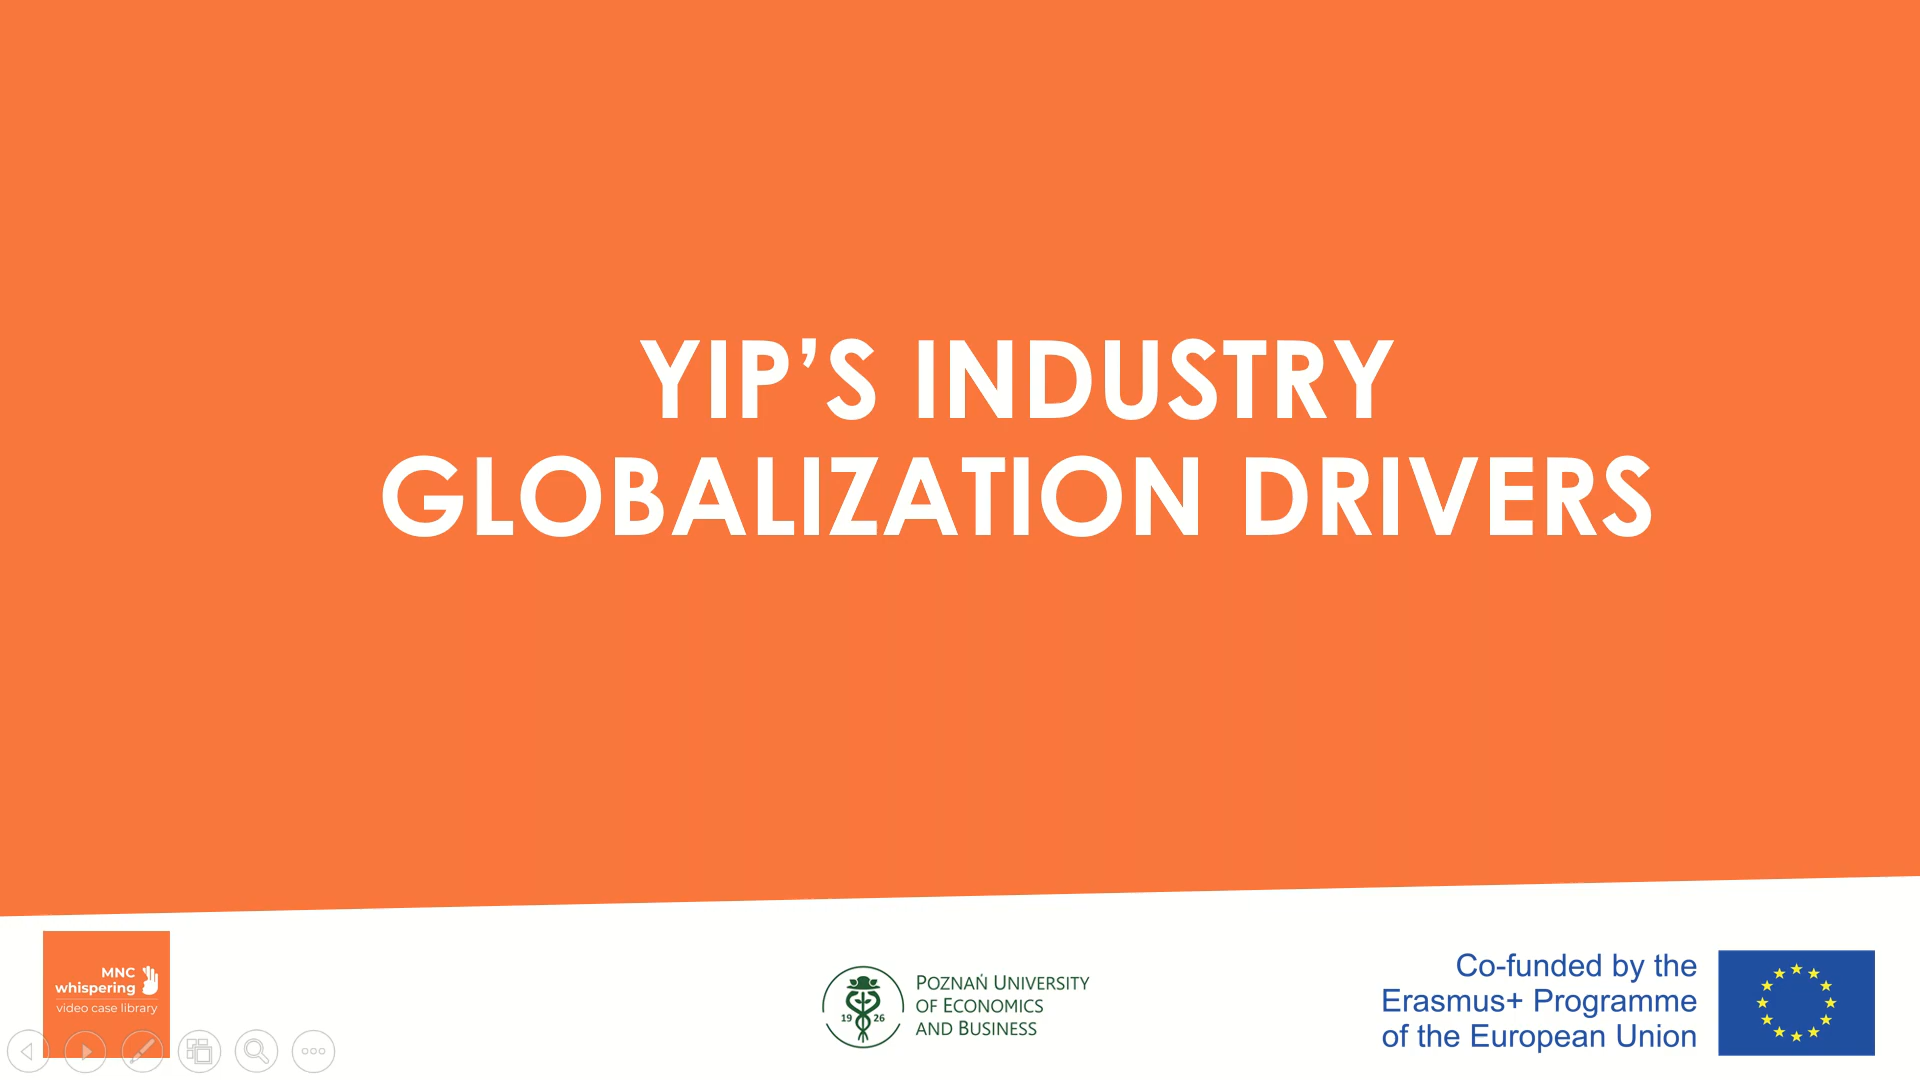 YIP’S INDUSTRY
GLOBALIZATION DRIVERS
MNC
whispering
video case library
19 26
POZNAŃ UNIVERSITY
OF ECONOMICS
AND BUSINESS
Co-funded by the
Erasmus+ Programme
of the European Union